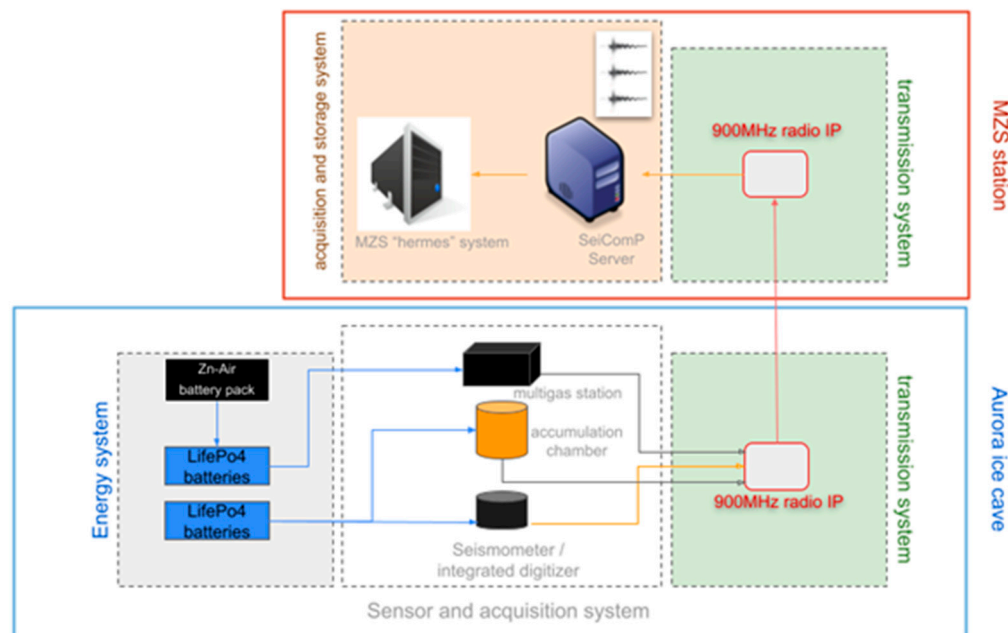 acquisition and storage system
MZS "hermes" system
SeiComP
Server
900MHz radio IP
transmission system
MZS station
Energy system
Zn-Air
battery pack
LifePo4
batteries
LifePo4
batteries
multigas station
accumulation
chamber
Seismometer /
integrated digitizer
Sensor and acquisition system
900MHz radio IP
transmission system
Aurora ice cave